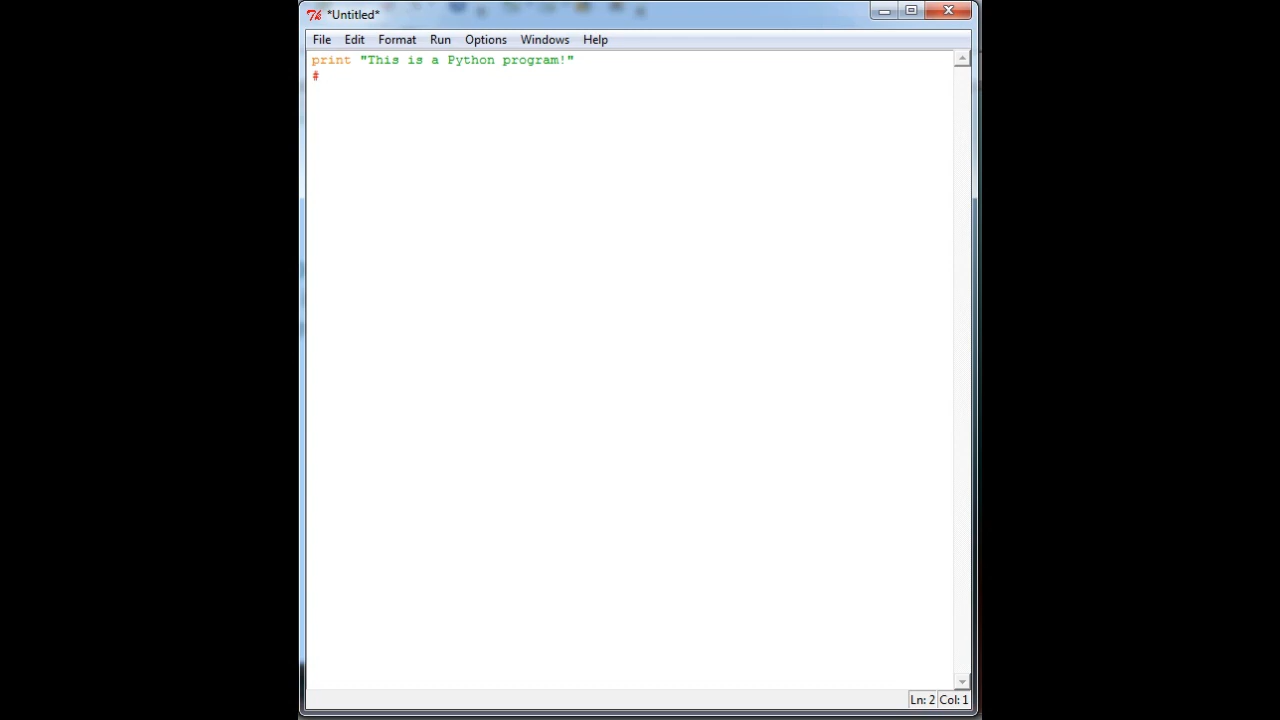 *Untitled*
File Edit Format Run Options Windows Help
print "This is a Python program!"
#
Ln: 2 Col: 1